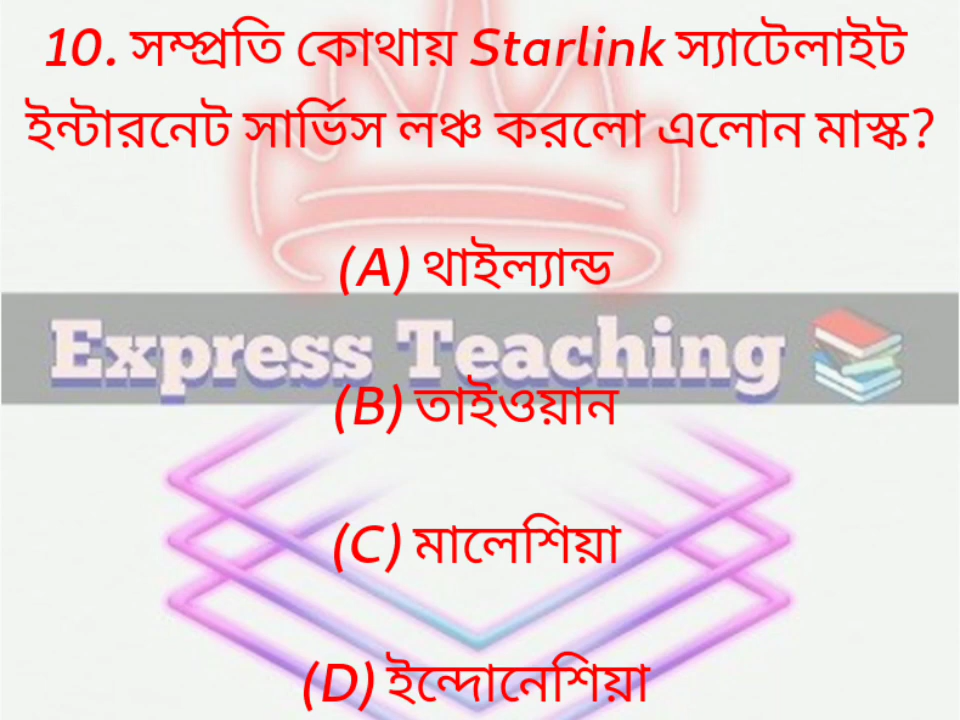 10. সম্প্রতি কোথায় Starlink স্যাটেলাইট
ইন্টারনেট সার্ভিস লঞ্চ করলো এলোন মাস্ক?
(A) থাইল্যান্ড
Express Teaching
(B) তাইওয়ান
(C) মালেশিয়া
(D) ইন্দোনেশিয়া